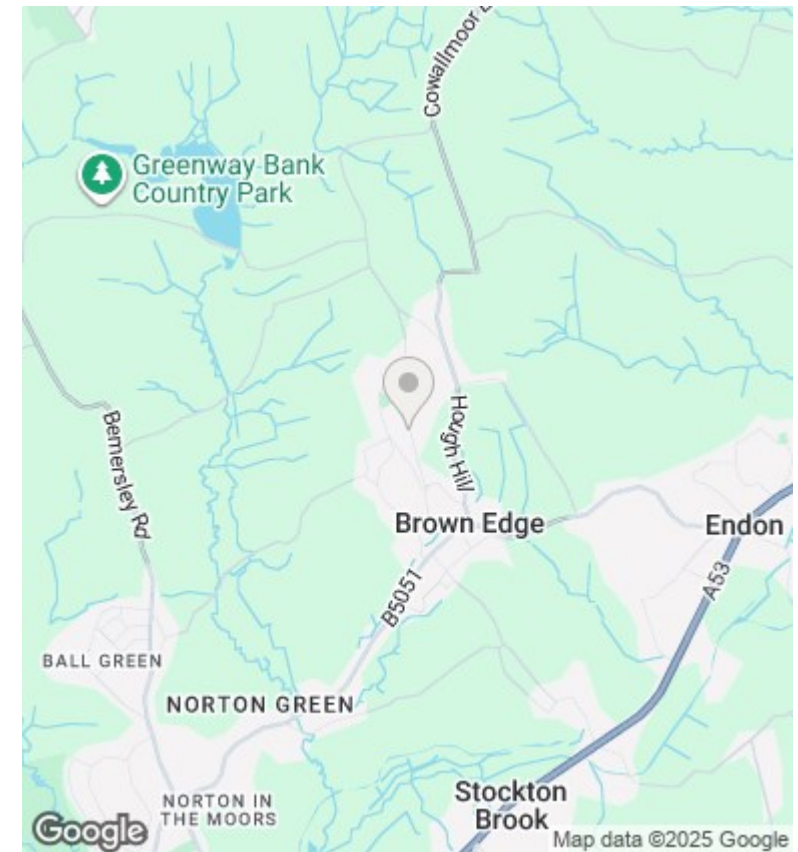 Cowallmoor
Greenway Bank
Country Park
Hough Hill
Bemersley Rd
Brown Edge
Endon
A53
B5051
BALL GREEN
NORTON GREEN
NORTON IN
THE MOORS
Stockton
Brook
Google
Map data ©2025 Google